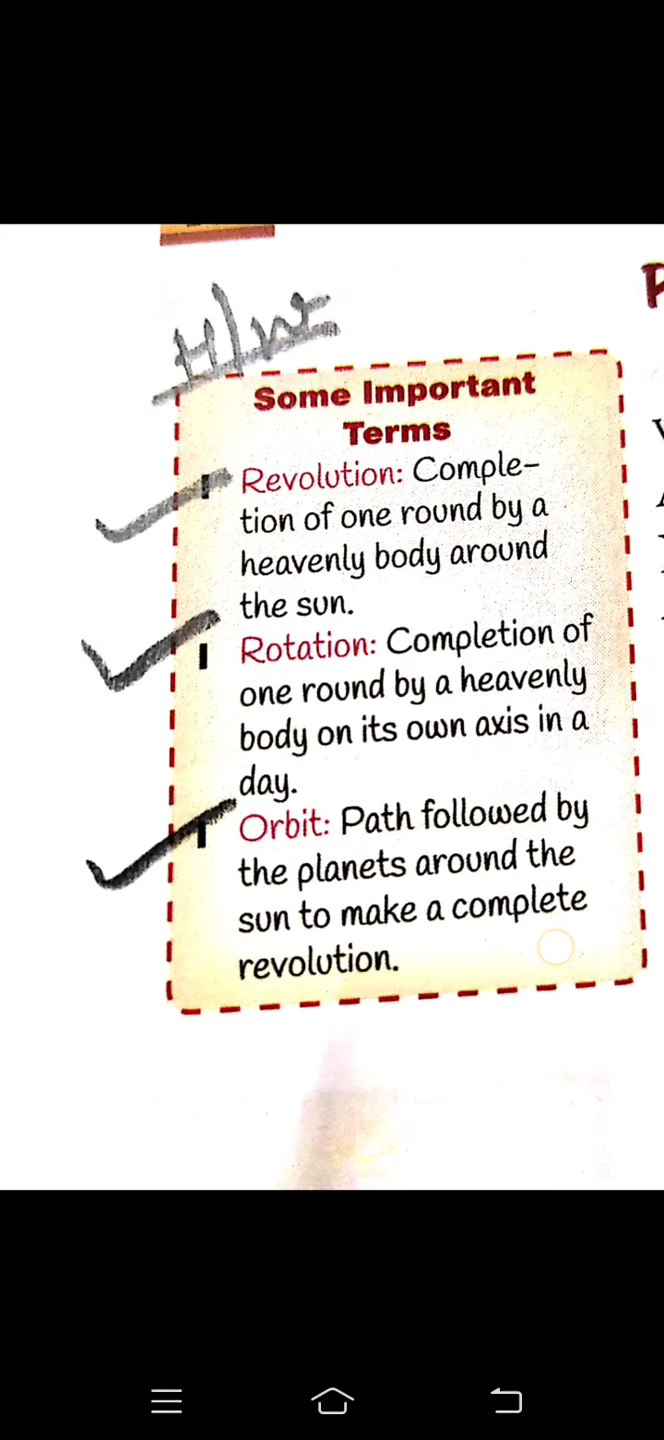 H/w
Some Important
Terms
Revolution: Comple-
tion of one round by a
heavenly body around
the sun.
Rotation: Completion of
one round by a heavenly
body on its own axis in a
day.
Orbit: Path followed by
the planets around the
sun to make a complete
revolution.